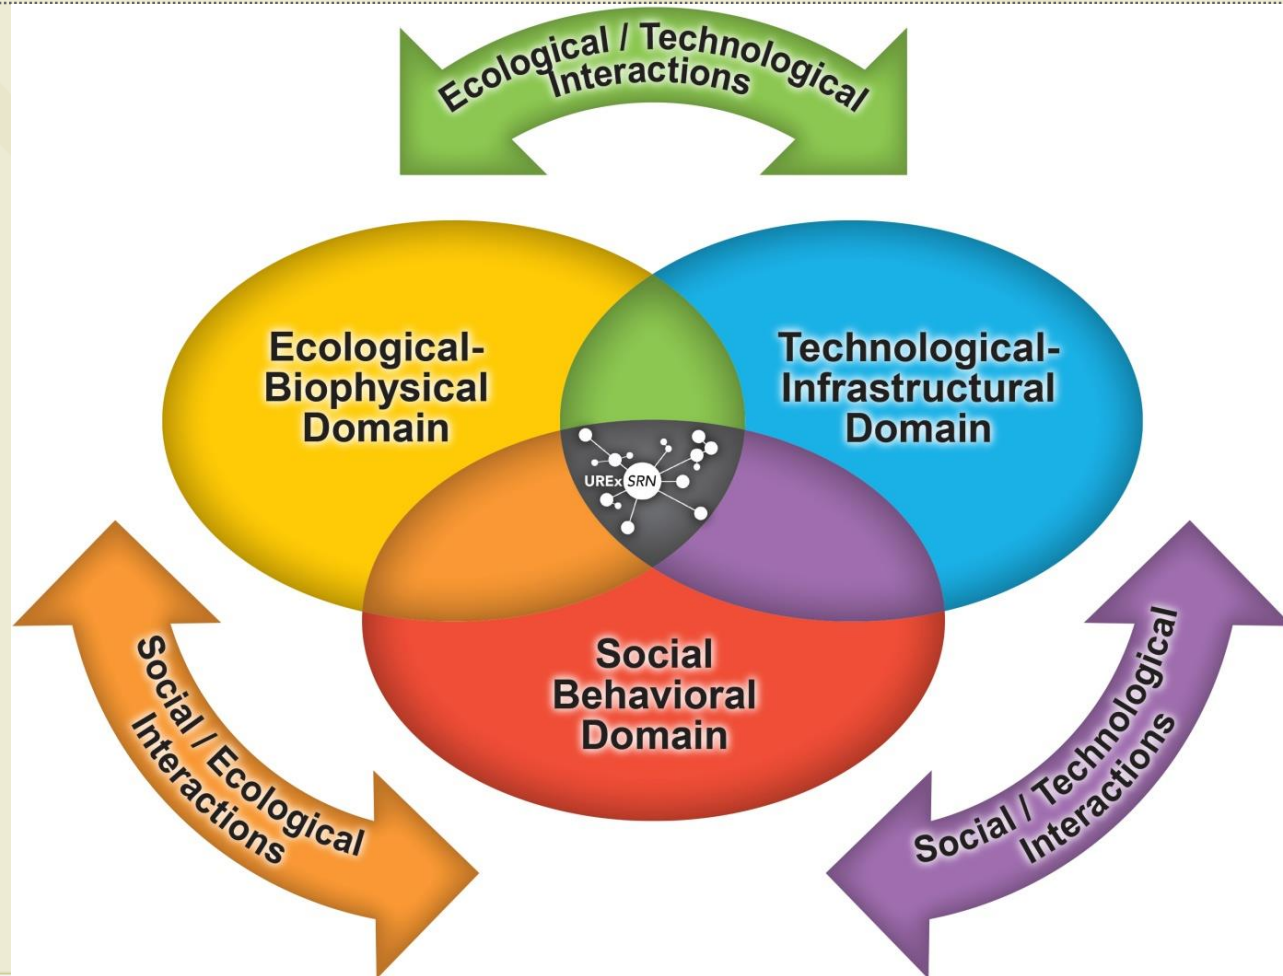 Ecological / Technological
Interactions
Ecological-
Biophysical
Domain
Technological-
Infrastructural
Domain
UREx SRN
Social
Behavioral
Domain
Social / Ecological
Interactions
Social / Technological
Interactions